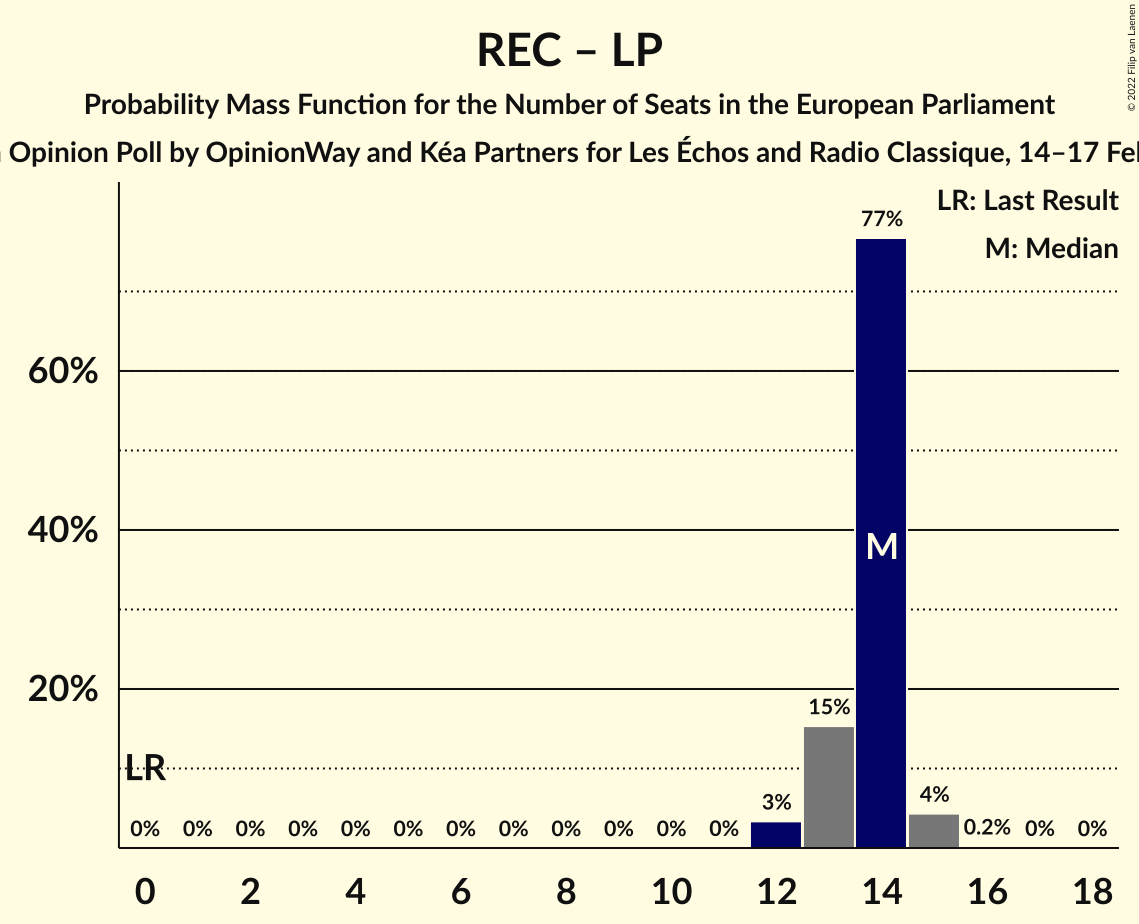 REC – LP
Probability Mass Function for the Number of Seats in the European Parliament
Opinion Poll by OpinionWay and Kéa Partners for Les Échos and Radio Classique, 14–17
© 2022 Filip van Laenen
LR: Last Result
M: Median
77%
60%
40%
M
20%
15%
LR
3%
4%
0% 0% 0% 0% 0% 0% 0% 0% 0% 0% 0% 0% 0.2% 0% 0%
0 2 4 6 8 10 12 14 16 18